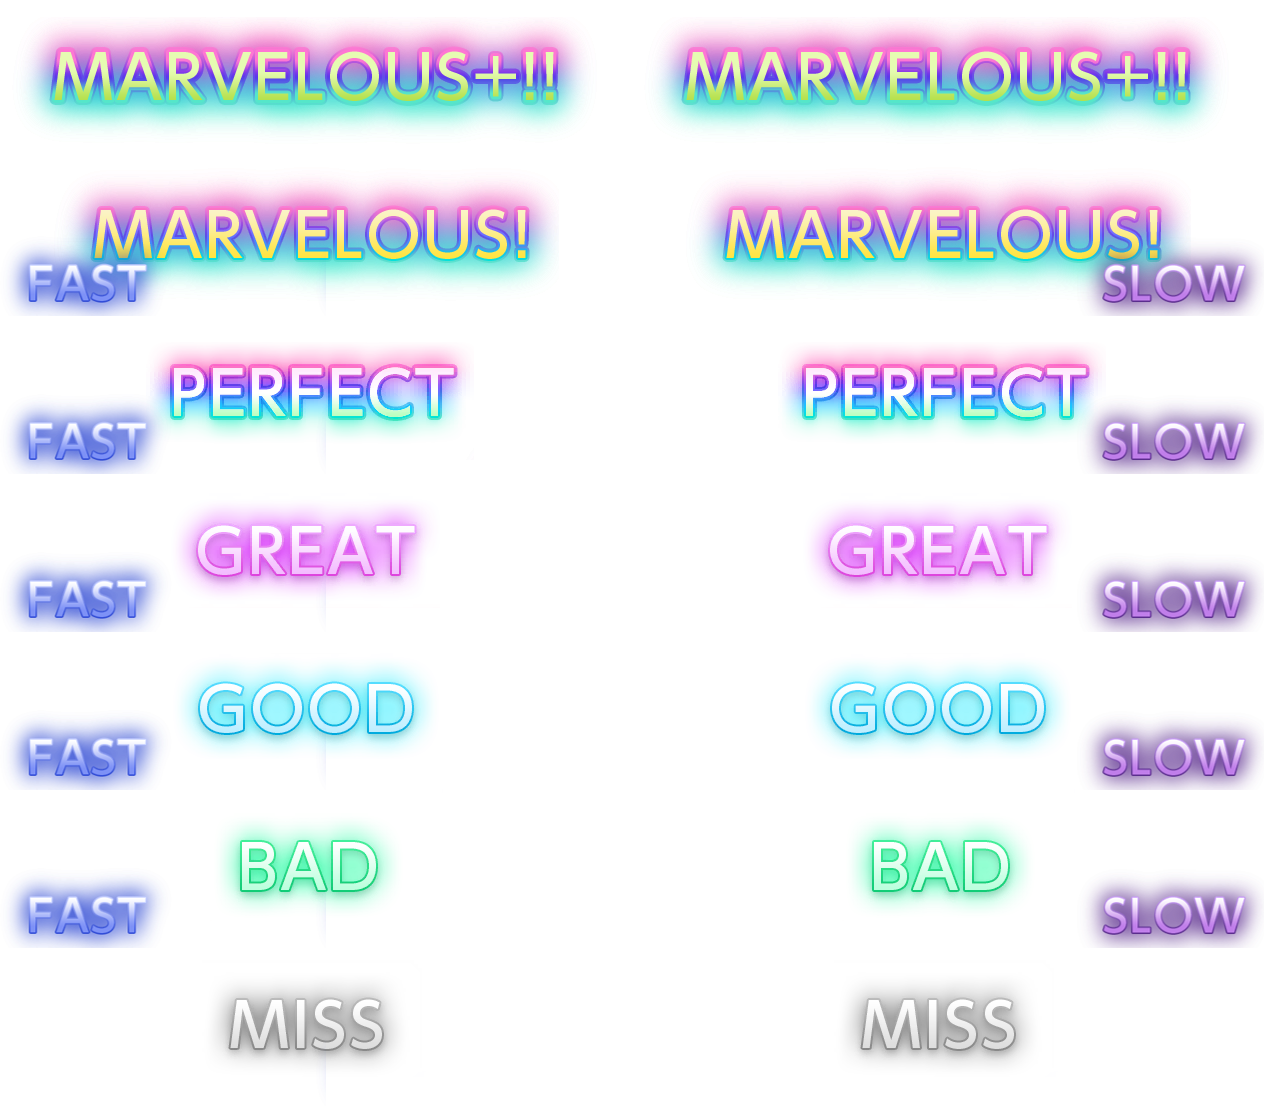 MARVELOUS+!! MARVELOUS+!!
MARVELOUS! MARVELOUS!
FAST SLOW
PERFECT PERFECT
FAST SLOW
GREAT GREAT
FAST SLOW
GOOD GOOD
FAST SLOW
BAD BAD
FAST SLOW
MISS MISS